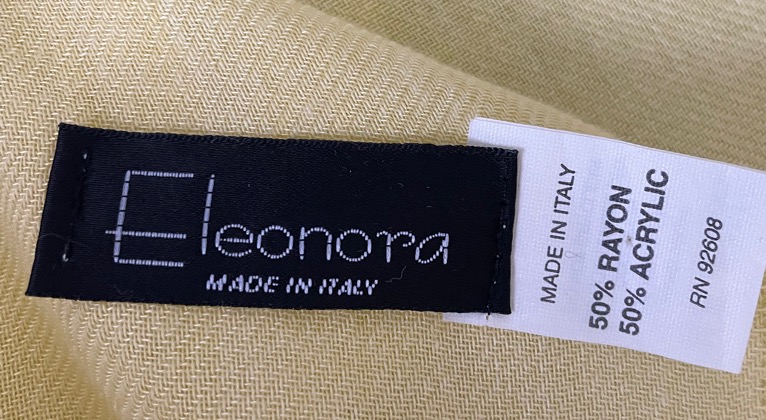 Eleonora
MADE IN ITALY
MADE IN ITALY
50% RAYON
50% ACRYLIC
RN 92608